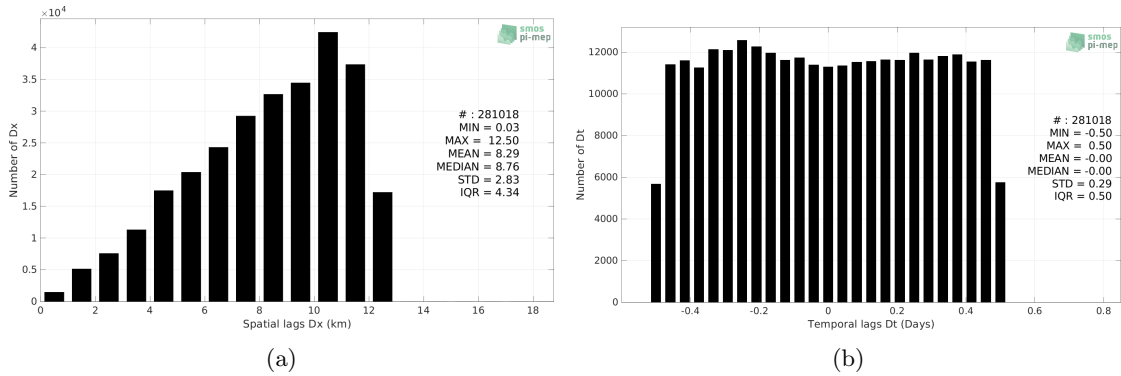 ×10⁴
smos
pi-mep
4
3.5
3
2.5
2
1.5
1
0.5
0
Number of Dx
# : 281018
MIN = 0.03
MAX = 12.50
MEAN = 8.29
MEDIAN = 8.76
STD = 2.83
IQR = 4.34
0 2 4 6 8 10 12 14 16 18
Spatial lags Dx (km)
(a)
smos
pi-mep
12000
10000
8000
6000
4000
2000
0
Number of Dt
# : 281018
MIN = -0.50
MAX = 0.50
MEAN = -0.00
MEDIAN = -0.00
STD = 0.29
IQR = 0.50
-0.4 -0.2 0 0.2 0.4 0.6 0.8
Temporal lags Dt (Days)
(b)